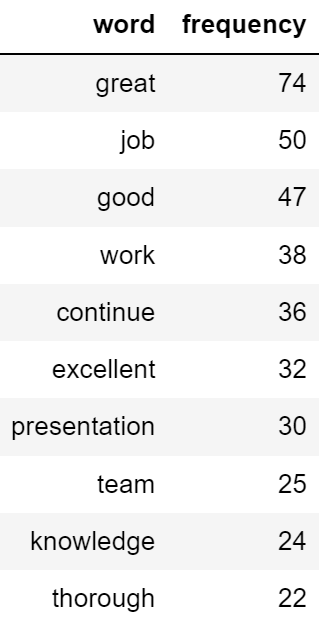 word frequency
great 74
job 50
good 47
work 38
continue 36
excellent 32
presentation 30
team 25
knowledge 24
thorough 22